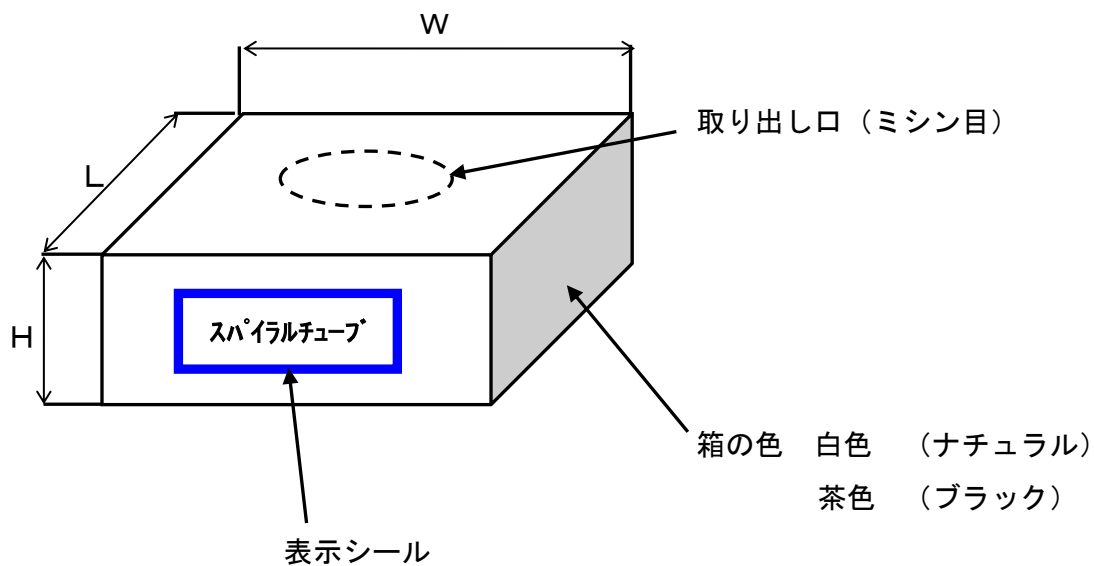 W
取り出し口（ミシン目）
L
H
スパイラルチューブ
箱の色 白色 （ナチュラル）
茶色 （ブラック）
表示シール